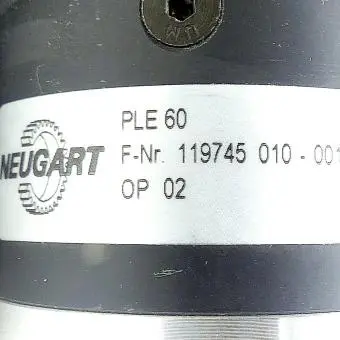 PLE 60
NEUGART
F-Nr. 119745 010 - 001
OP 02